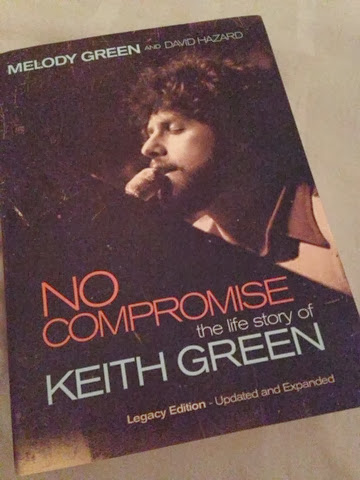 MELODY GREEN AND DAVID HAZARD
NO
COMPROMISE
the life story of
KEITH GREEN
Legacy Edition - Updated and Expanded